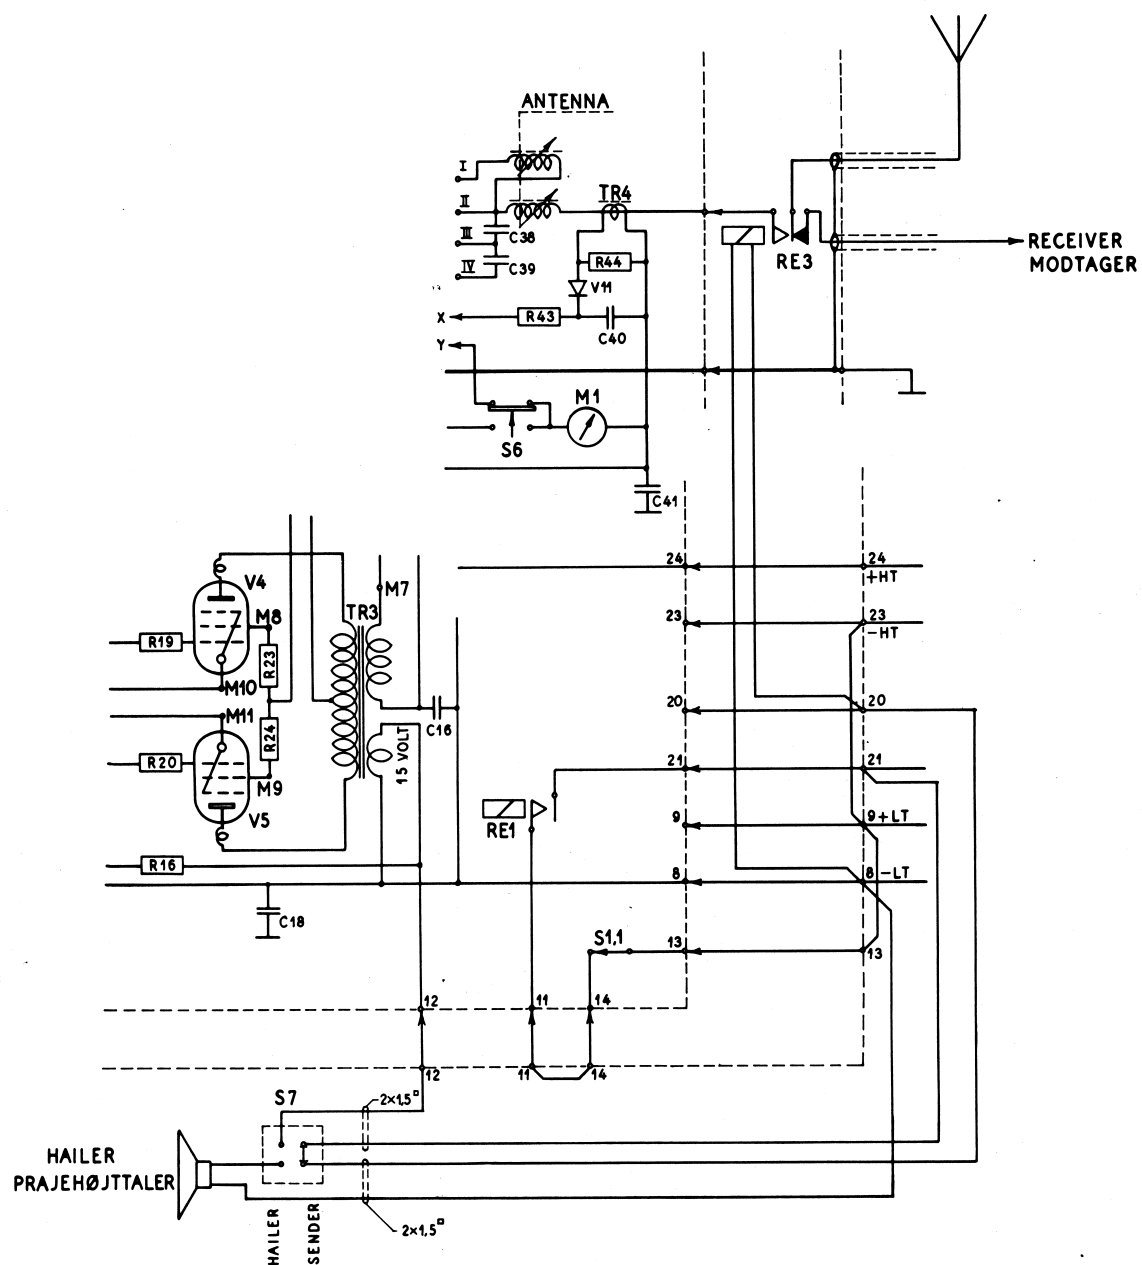 ANTENNA
I
II
TR4
III
C38
IV
C39
R44
V11
RE3
RECEIVER
MODTAGER
X
R43
C40
Y
M1
S6
C41
24
24
+HT
V4
M7
M8
TR3
23
23
-HT
R19
R23
M10
20
20
M11
R24
C16
15 VOLT
R20
M9
21
21
V5
RE1
9
9+LT
R16
8
8-LT
C18
S1,1
13
13
12
11
14
12
11
14
S7
2×1,5□
HAILER
PRAJEHØJTTALER
HAILER
SENDER
2×1,5□